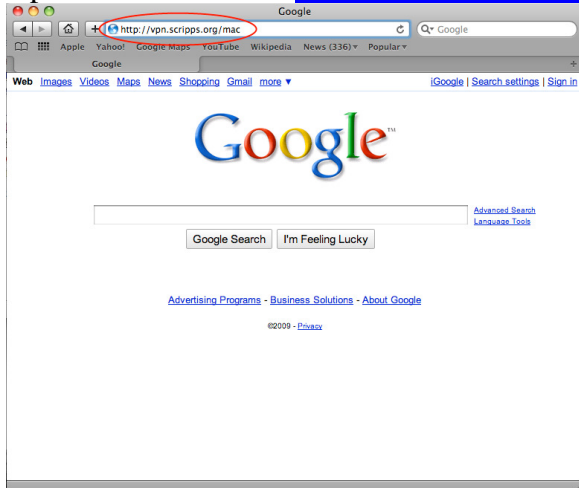 Google
http://vpn.scripps.org/mac
Google
Apple Yahoo! Google Maps YouTube Wikipedia News (336) Popular
Google
Web Images Videos Maps News Shopping Gmail more ▼ iGoogle | Search settings | Sign in
Google™
Advanced Search
Language Tools
Google Search I'm Feeling Lucky
Advertising Programs - Business Solutions - About Google
©2009 - Privacy